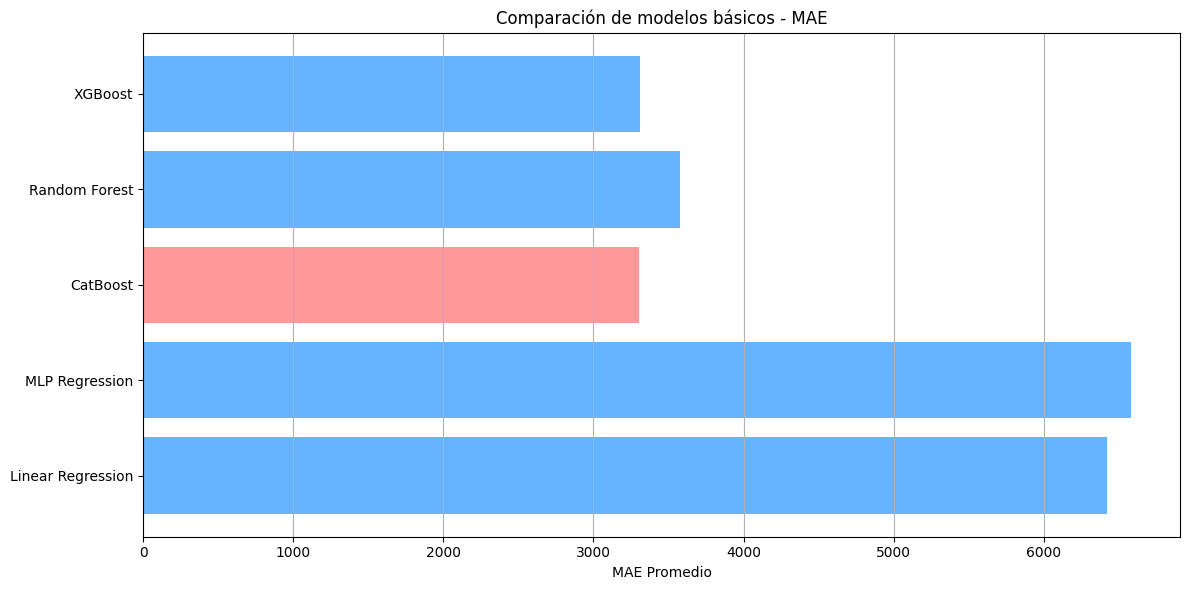 Comparación de modelos básicos - MAE
XGBoost
Random Forest
CatBoost
MLP Regression
Linear Regression
0 1000 2000 3000 4000 5000 6000
MAE Promedio